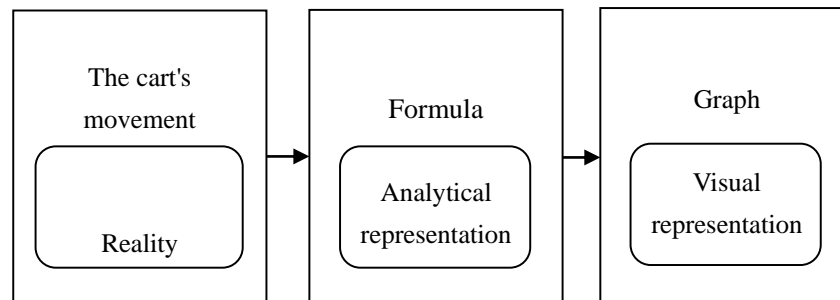 The cart's
movement
Reality
Formula
Analytical
representation
Graph
Visual
representation